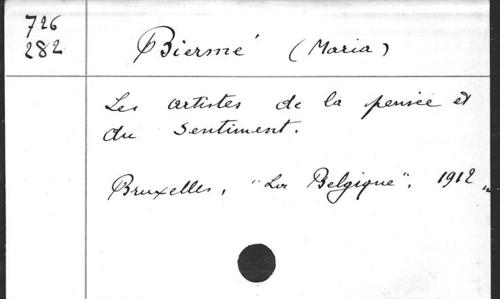 726
282
Biermé (Maria)
Les artistes de la pensée et
du sentiment.
Bruxelles, "La Belgique", 1912